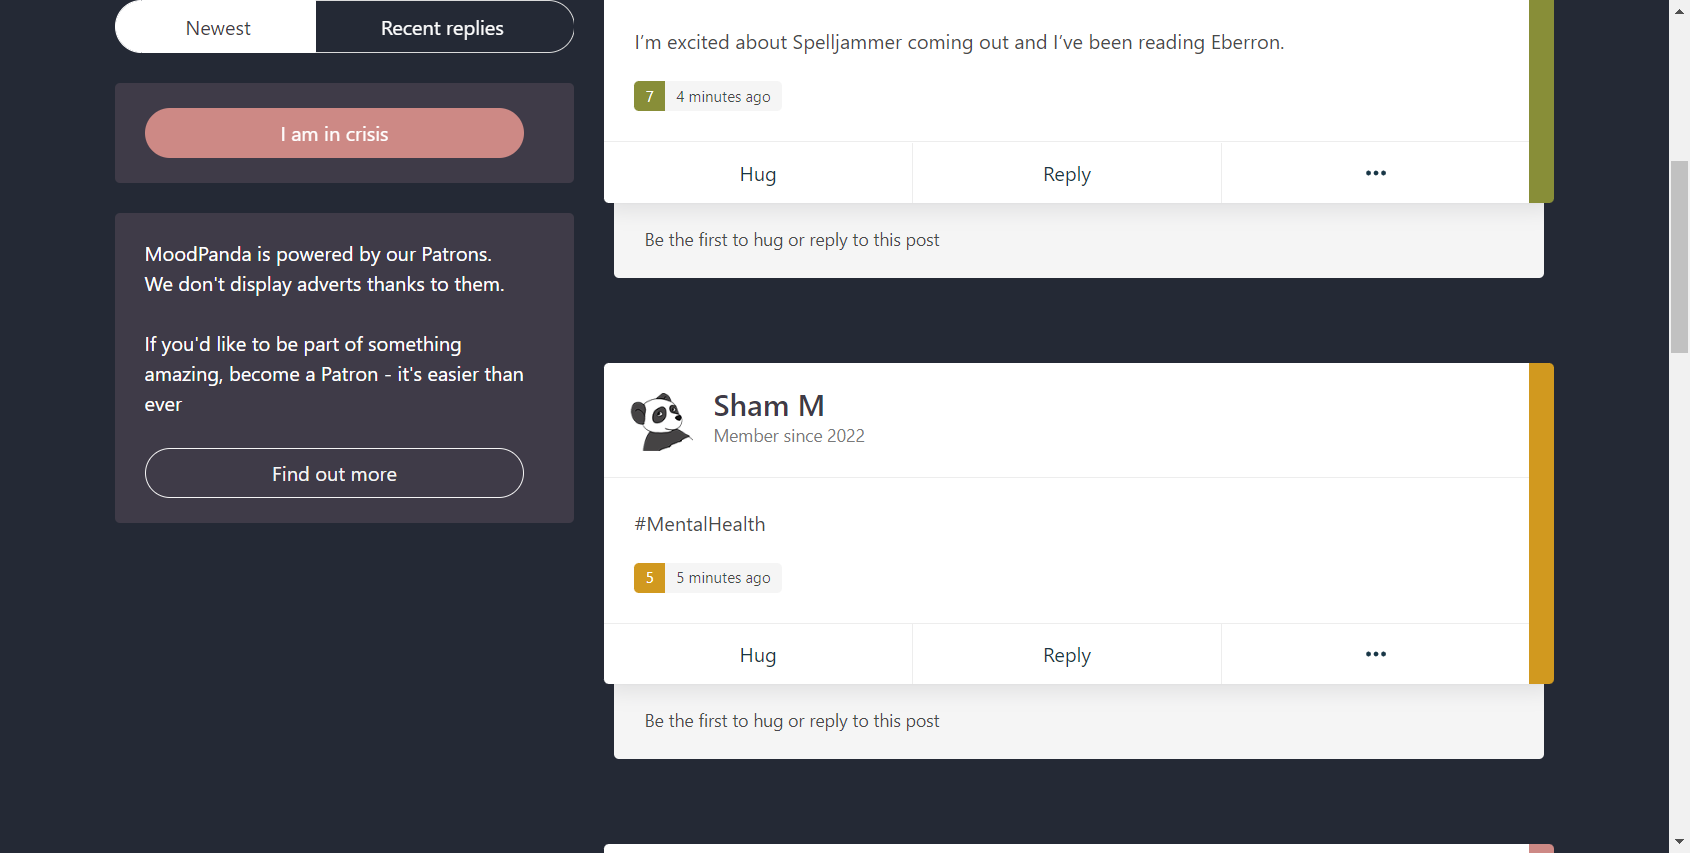 Newest
Recent replies
I am in crisis
MoodPanda is powered by our Patrons.
We don't display adverts thanks to them.
If you'd like to be part of something
amazing, become a Patron - it's easier than
ever
Find out more
I’m excited about Spelljammer coming out and I’ve been reading Eberron.
7 4 minutes ago
Hug Reply •••
Be the first to hug or reply to this post
Sham M
Member since 2022
#MentalHealth
5 5 minutes ago
Hug Reply •••
Be the first to hug or reply to this post